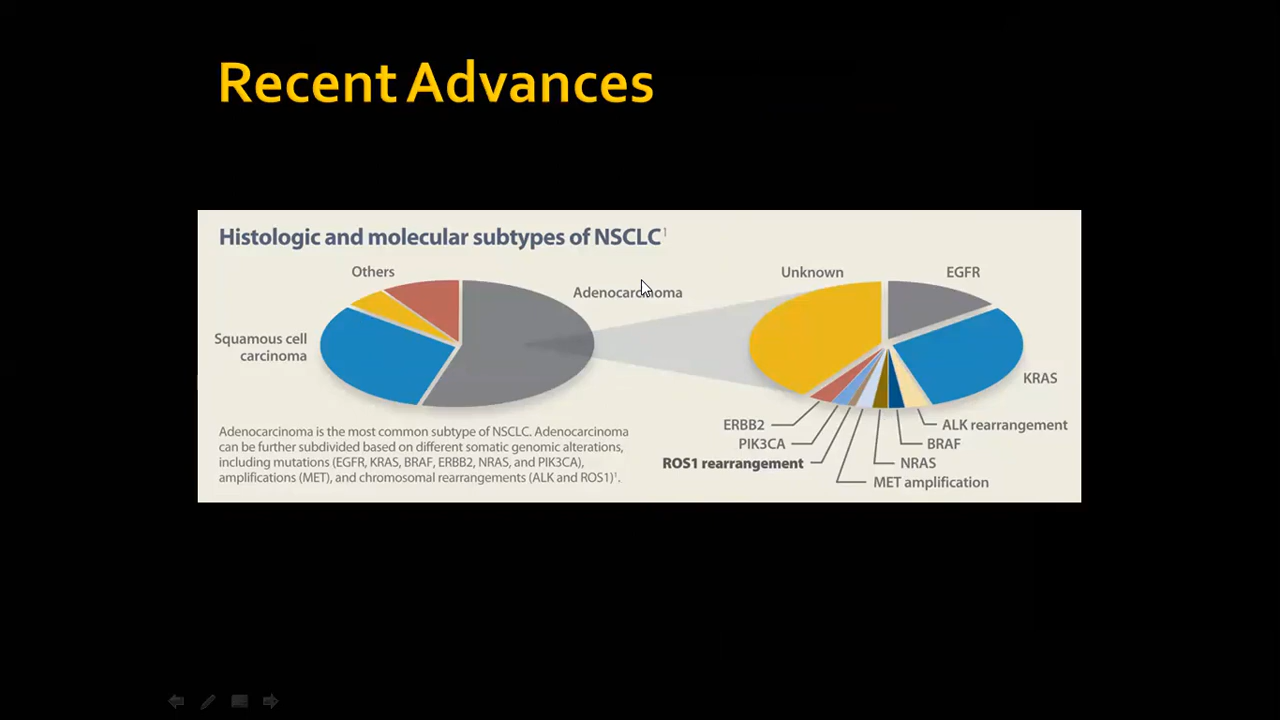 Recent Advances
Histologic and molecular subtypes of NSCLC¹
Others
Adenocarcinoma
Squamous cell
carcinoma
Unknown
EGFR
KRAS
ERBB2
PIK3CA
ROS1 rearrangement
ALK rearrangement
BRAF
NRAS
MET amplification
Adenocarcinoma is the most common subtype of NSCLC. Adenocarcinoma
can be further subdivided based on different somatic genomic alterations,
including mutations (EGFR, KRAS, BRAF, ERBB2, NRAS, and PIK3CA),
amplifications (MET), and chromosomal rearrangements (ALK and ROS1)¹.